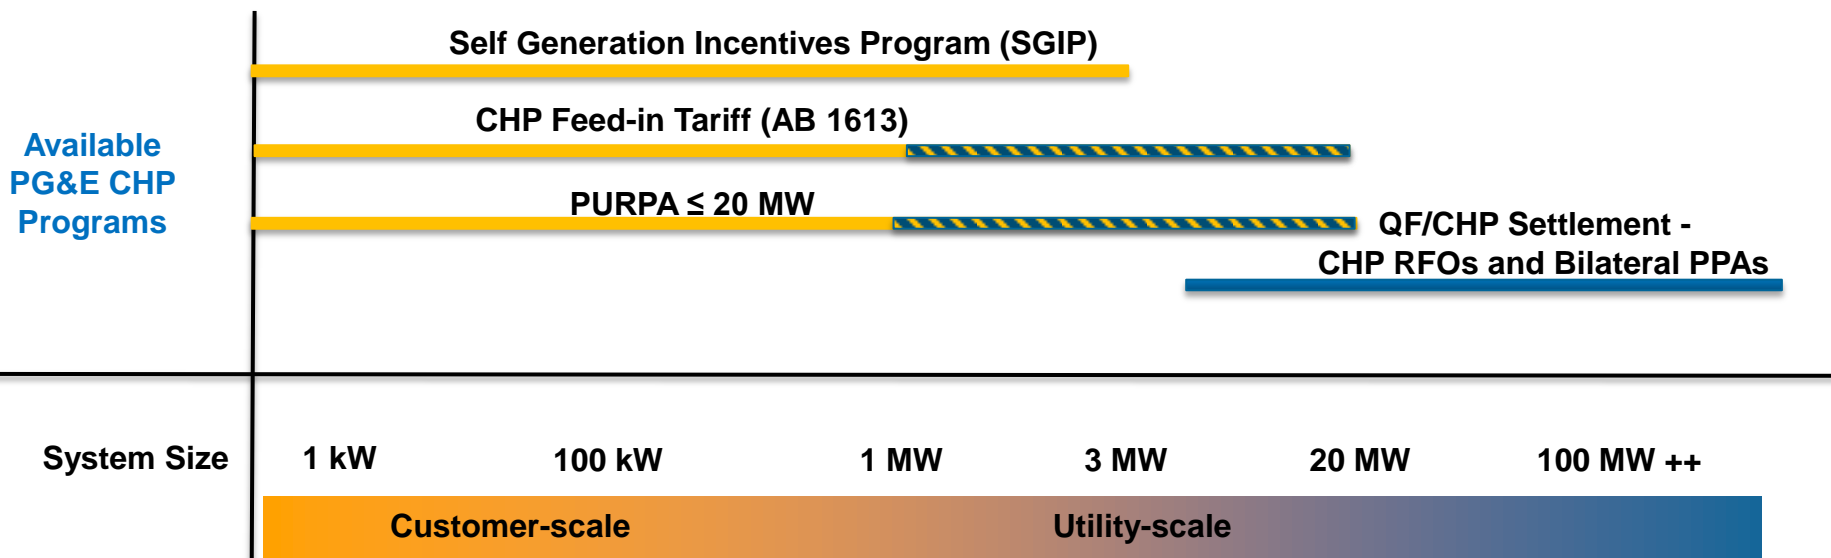 Self Generation Incentives Program (SGIP)
CHP Feed-in Tariff (AB 1613)
Available
PG&E CHP
Programs
PURPA ≤ 20 MW
QF/CHP Settlement -
CHP RFOs and Bilateral PPAs
System Size 1 kW 100 kW 1 MW 3 MW 20 MW 100 MW ++
Customer-scale Utility-scale